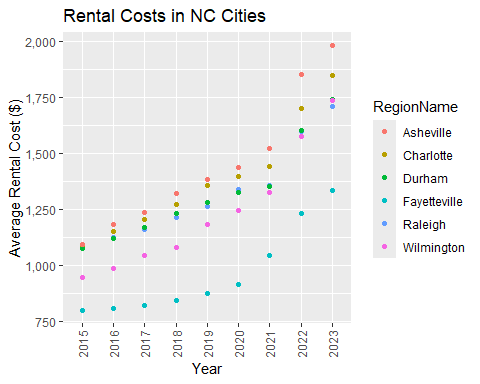 Rental Costs in NC Cities
Average Rental Cost ($)
2,000
1,750
1,500
1,250
1,000
750
2015
2016
2017
2018
2019
2020
2021
2022
2023
Year
RegionName
Asheville
Charlotte
Durham
Fayetteville
Raleigh
Wilmington